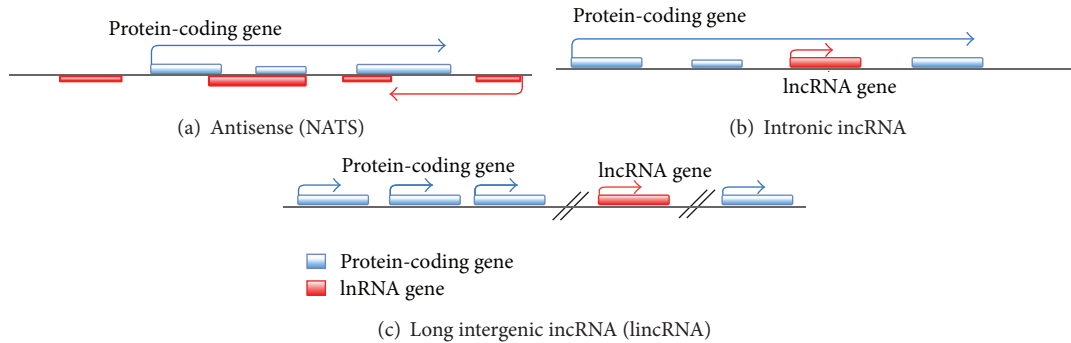 Protein-coding gene
(a) Antisense (NATS)
Protein-coding gene
lncRNA gene
(b) Intronic incRNA
Protein-coding gene
lncRNA gene
Protein-coding gene
lnRNA gene
(c) Long intergenic incRNA (lincRNA)